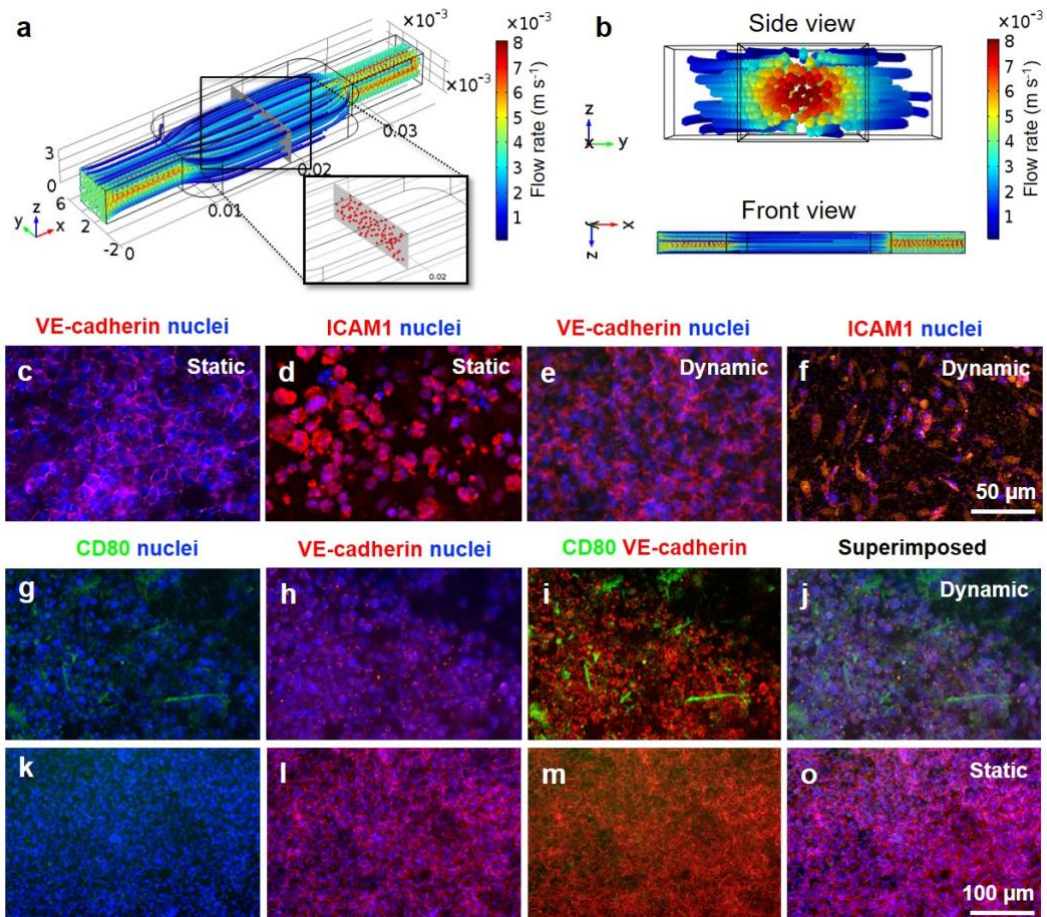 a
×10⁻³
×10⁻³
×10⁻³
8
7
6
5
4
3
2
1
Flow rate (m s⁻¹)
3
0
6
2
-2
0
0.01
0.02
0.03
0.02
y z x
b
Side view
z
x y
Front view
x
z
×10⁻³
8
7
6
5
4
3
2
1
Flow rate (m s⁻¹)
VE-cadherin nuclei
ICAM1 nuclei
VE-cadherin nuclei
ICAM1 nuclei
c Static
d Static
e Dynamic
f Dynamic
50 µm
CD80 nuclei
VE-cadherin nuclei
CD80 VE-cadherin
Superimposed
g
h
i
j Dynamic
k
l
m
o Static
100 µm